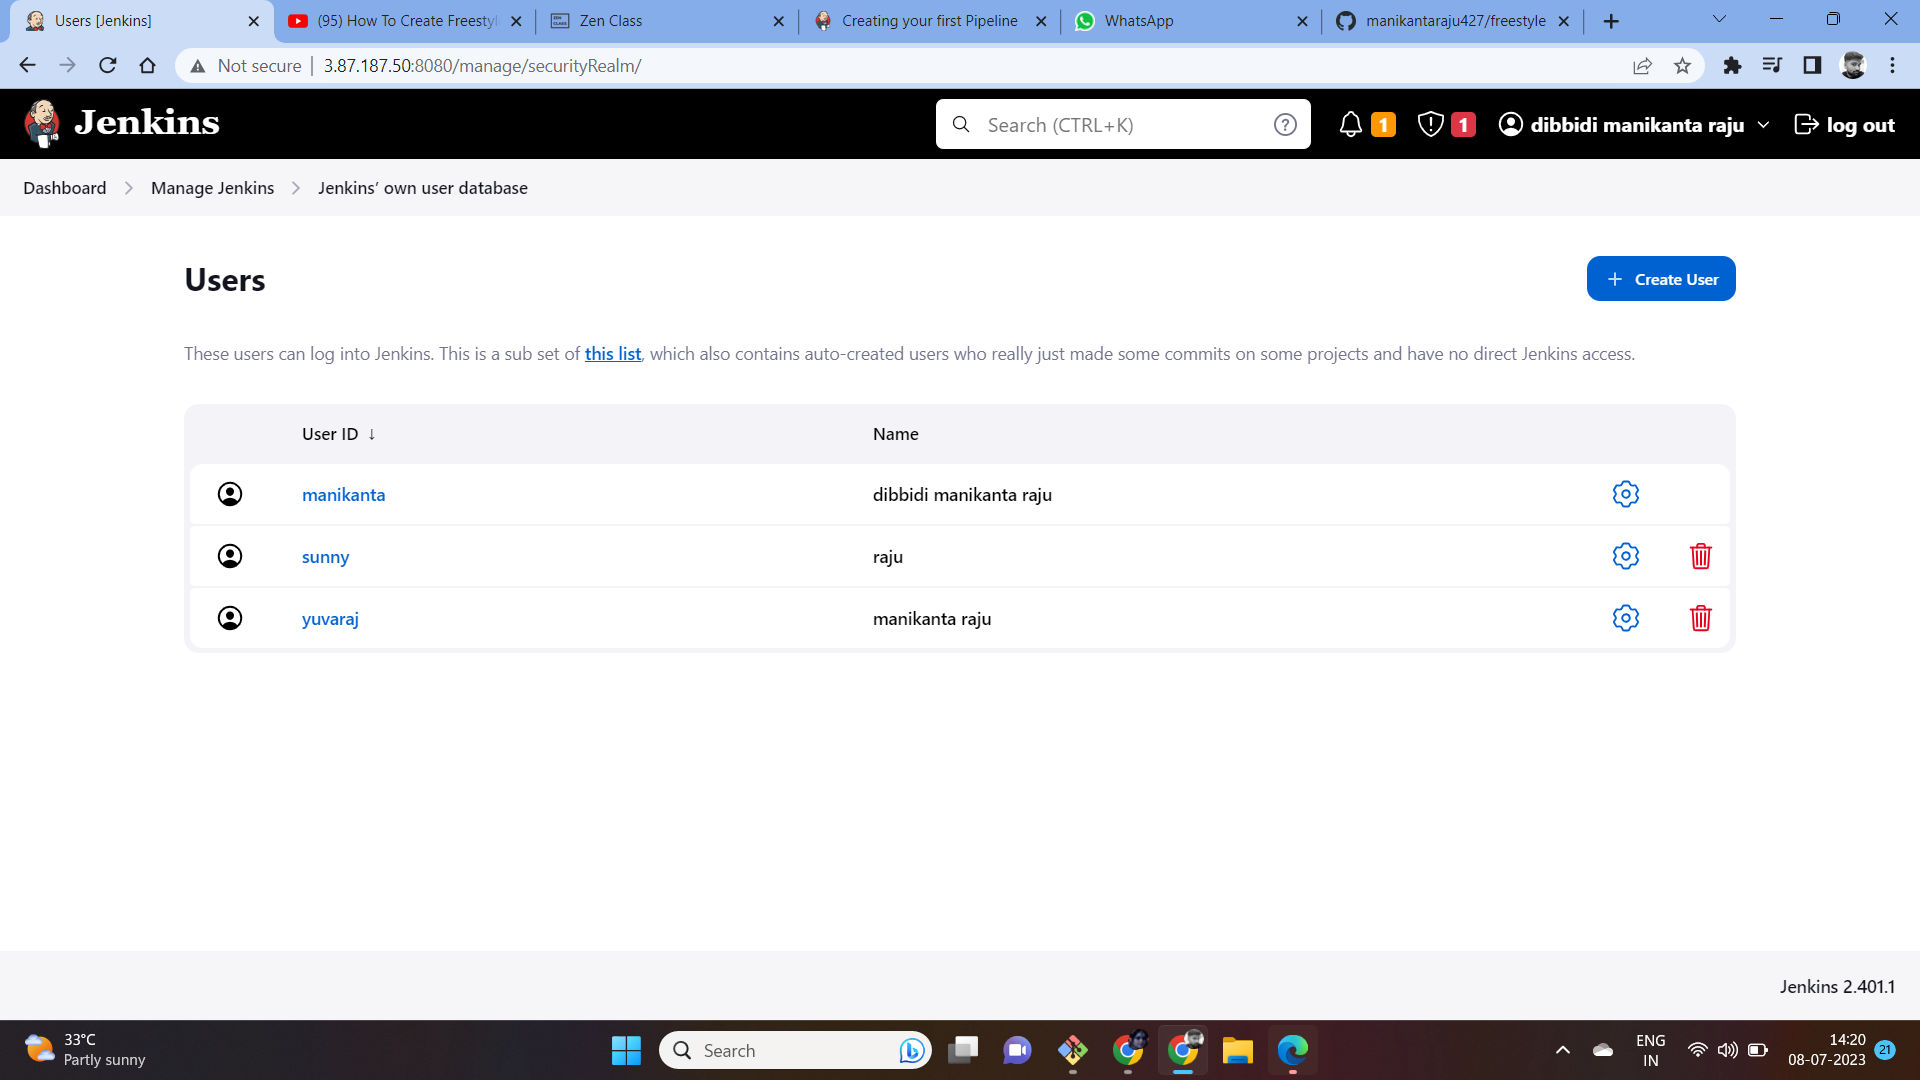 Users [Jenkins]
(95) How To Create Freestyl
Zen Class
Creating your first Pipeline
WhatsApp
manikantaraju427/freestyle
Not secure
3.87.187.50:8080/manage/securityRealm/
Jenkins
Search (CTRL+K)
1
1
dibbidi manikanta raju
log out
Dashboard
Manage Jenkins
Jenkins’ own user database
Users
Create User
These users can log into Jenkins. This is a sub set of this list, which also contains auto-created users who really just made some commits on some projects and have no direct Jenkins access.
User ID ↓
Name
manikanta
dibbidi manikanta raju
sunny
raju
yuvaraj
manikanta raju
Jenkins 2.401.1
33°C
Partly sunny
Search
ENG
IN
14:20
08-07-2023
21